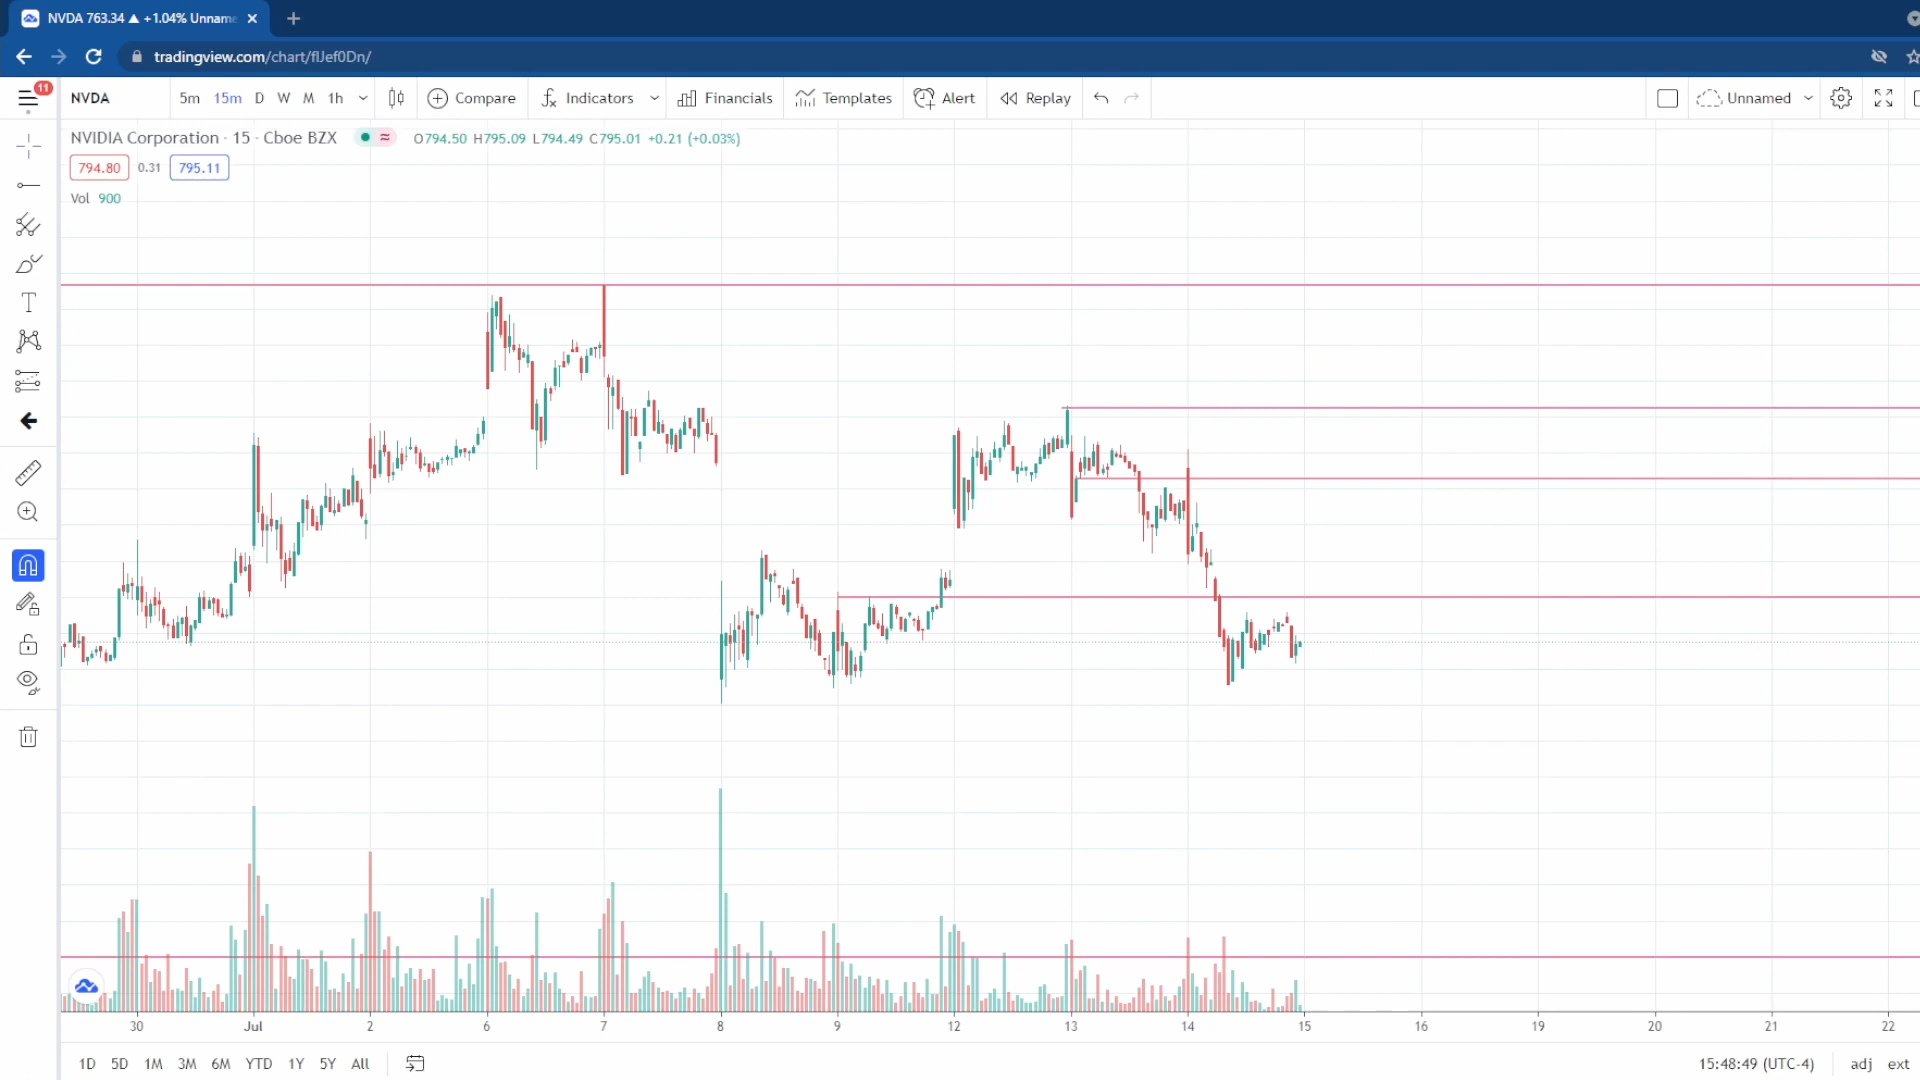 NVDA 763.34 ▲ +1.04% Unname
tradingview.com/chart/flJef0Dn/
11
NVDA 5m 15m D W M 1h Compare Indicators Financials Templates Alert Replay Unnamed
NVIDIA Corporation · 15 · Cboe BZX O794.50 H795.09 L794.49 C795.01 +0.21 (+0.03%)
794.80 0.31 795.11
Vol 900
T
30 Jul 2 6 7 8 9 12 13 14 15 16 19 20 21 22
1D 5D 1M 3M 6M YTD 1Y 5Y All 15:48:49 (UTC-4) adj ext